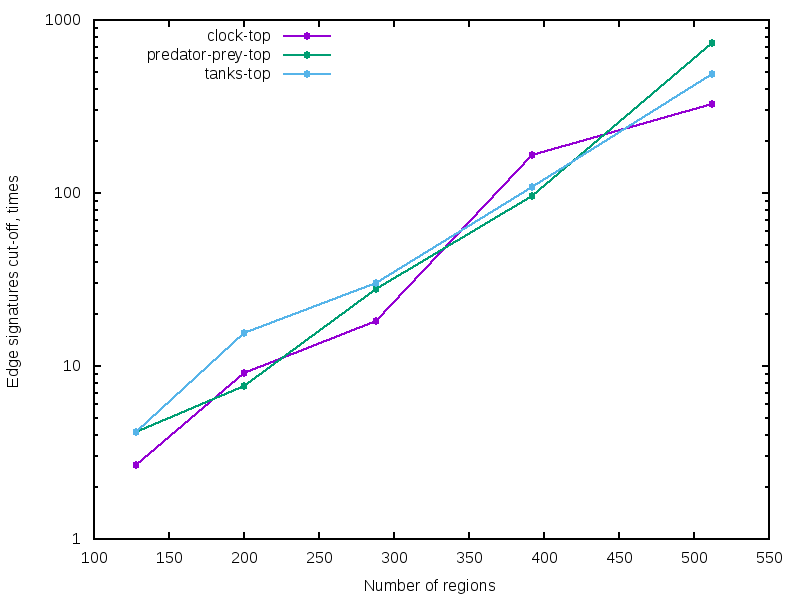 1000
100
10
1
clock-top
predator-prey-top
tanks-top
Edge signatures cut-off, times
100 150 200 250 300 350 400 450 500 550
Number of regions